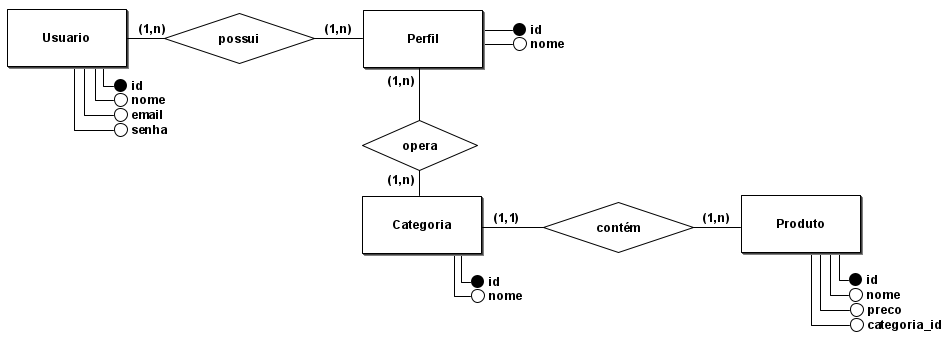 Usuario
(1,n)
possui
(1,n)
Perfil
id
nome
id
nome
email
senha
(1,n)
opera
(1,n)
Categoria
(1,1)
contém
(1,n)
Produto
id
nome
id
nome
preco
categoria_id